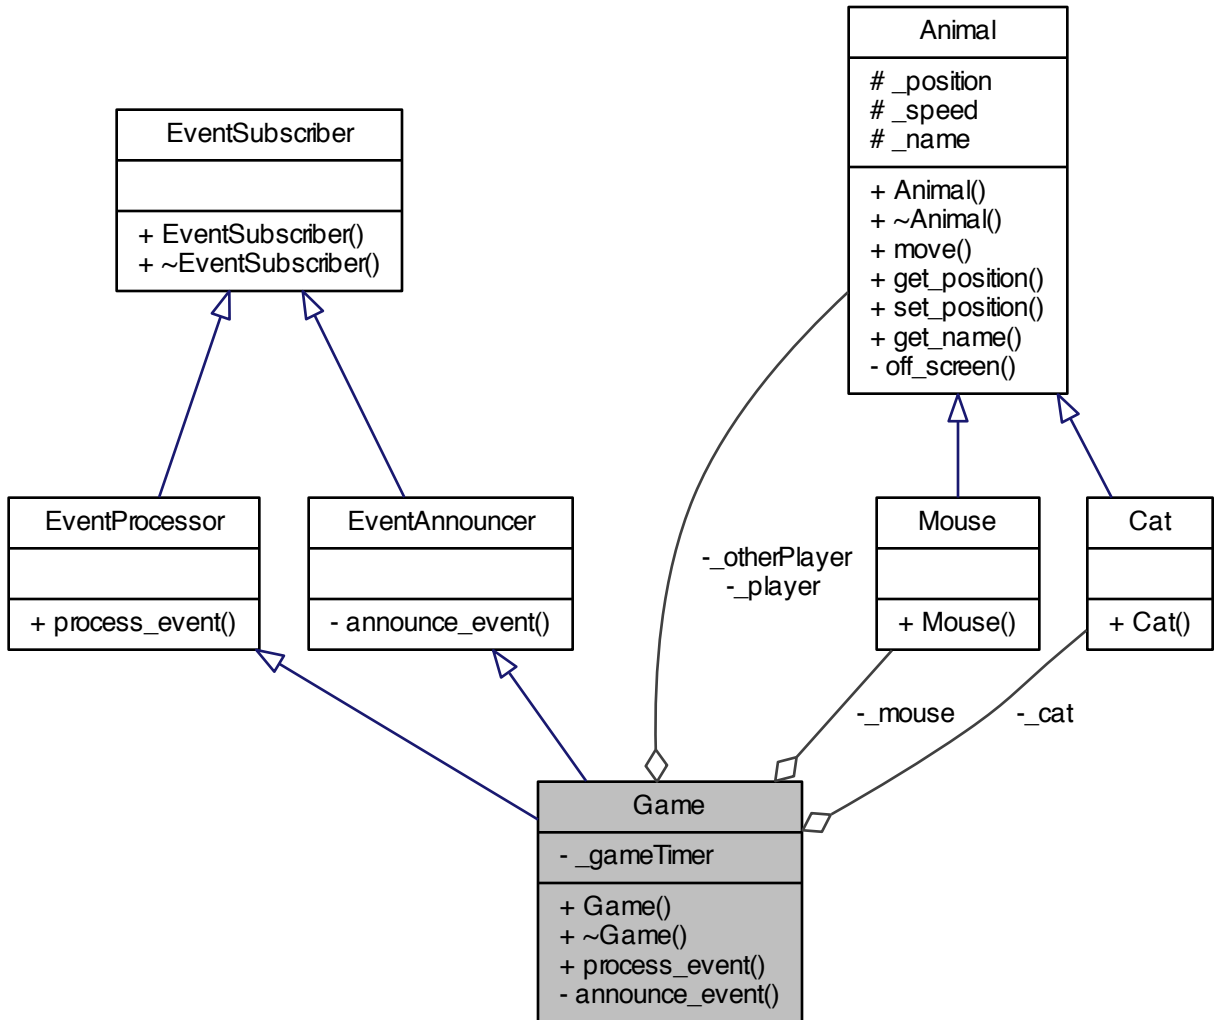 Animal
# _position
# _speed
# _name
+ Animal()
+ ~Animal()
+ move()
+ get_position()
+ set_position()
+ get_name()
- off_screen()
EventSubscriber
+ EventSubscriber()
+ ~EventSubscriber()
EventProcessor
+ process_event()
EventAnnouncer
- announce_event()
-_otherPlayer
-_player
Mouse
+ Mouse()
Cat
+ Cat()
-_mouse
-_cat
Game
- _gameTimer
+ Game()
+ ~Game()
+ process_event()
- announce_event()